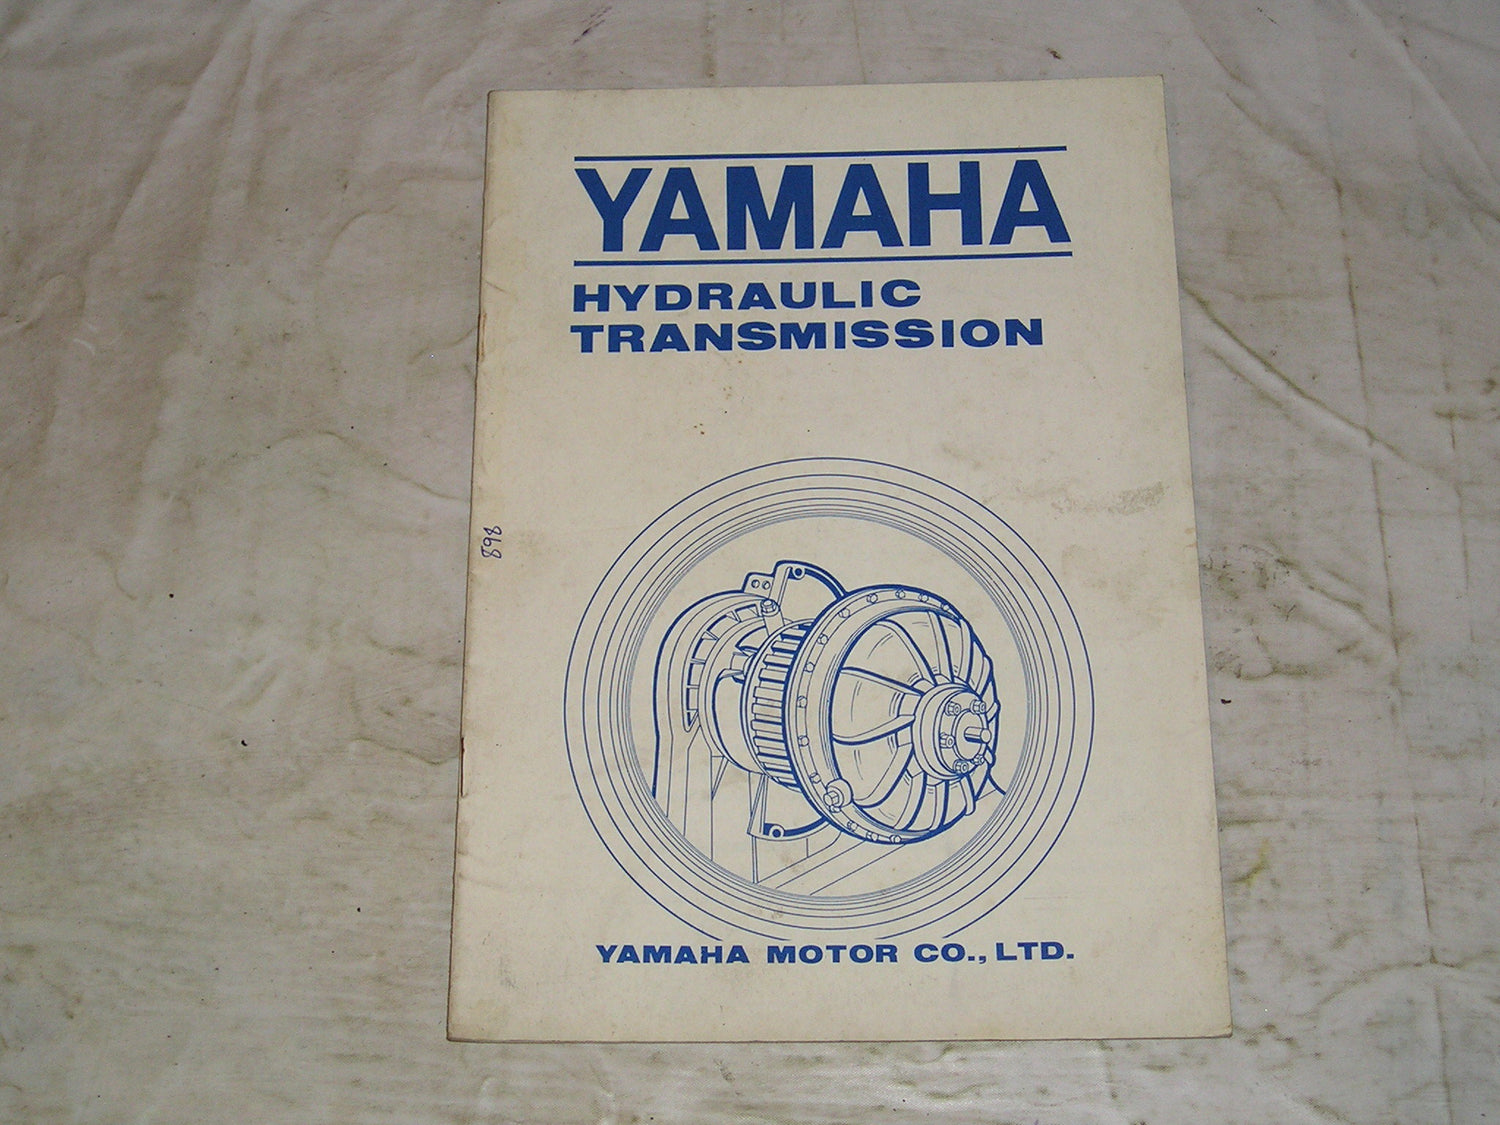 YAMAHA
HYDRAULIC
TRANSMISSION
898
YAMAHA MOTOR CO., LTD.